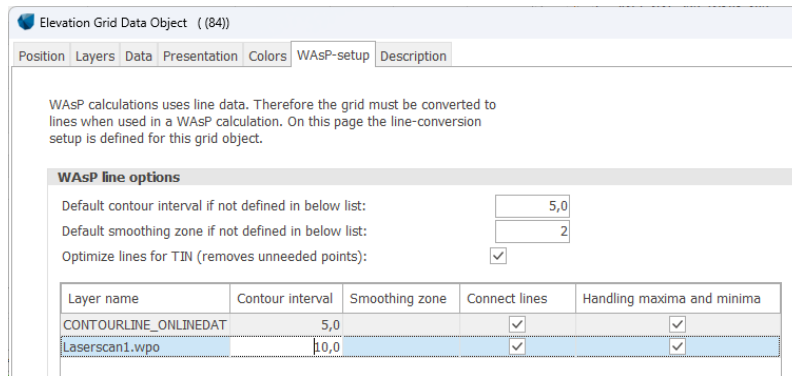 Elevation Grid Data Object ( (84))
Position Layers Data Presentation Colors WAsP-setup Description
WAsP calculations uses line data. Therefore the grid must be converted to
lines when used in a WAsP calculation. On this page the line-conversion
setup is defined for this grid object.
WAsP line options
Default contour interval if not defined in below list: 5,0
Default smoothing zone if not defined in below list: 2
Optimize lines for TIN (removes unneeded points):
Layer name Contour interval Smoothing zone Connect lines Handling maxima and minima
CONTOURLINE_ONLINEDAT 5,0
Laserscan1.wpo 10,0